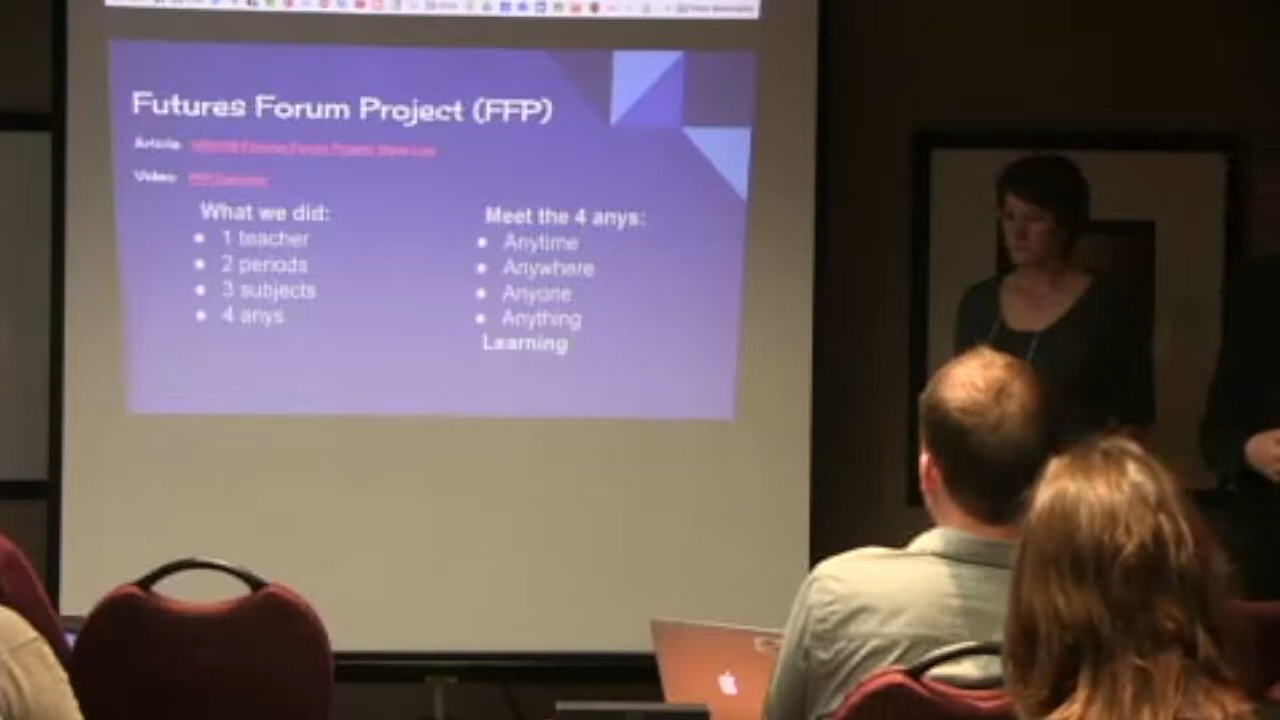 Futures Forum Project (FFP)
Article:
Video:
What we did:
1 teacher
2 periods
3 subjects
4 anys
Meet the 4 anys:
Anytime
Anywhere
Anyone
Anything
Learning